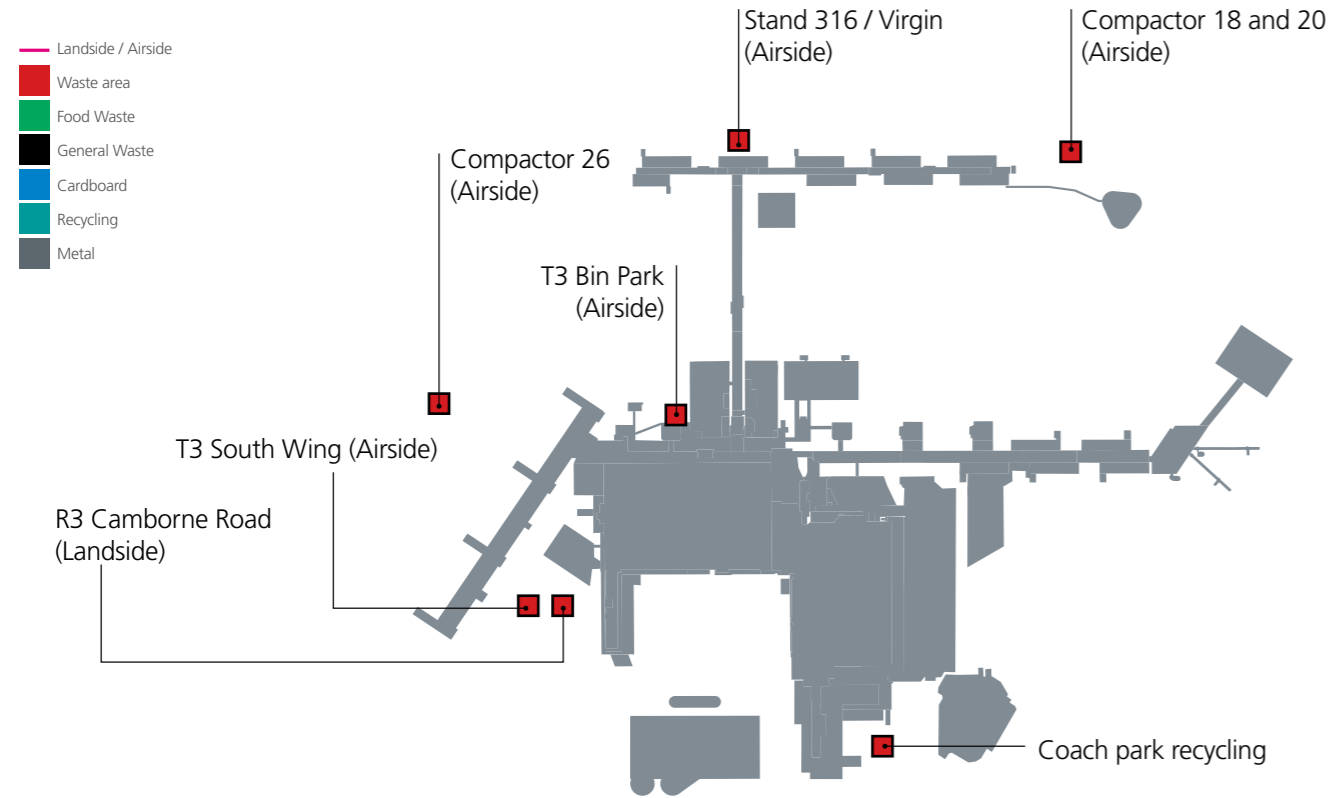 Landside / Airside
Waste area
Food Waste
General Waste
Cardboard
Recycling
Metal
Stand 316 / Virgin
(Airside)
Compactor 18 and 20
(Airside)
Compactor 26
(Airside)
T3 Bin Park
(Airside)
T3 South Wing (Airside)
R3 Camborne Road
(Landside)
Coach park recycling